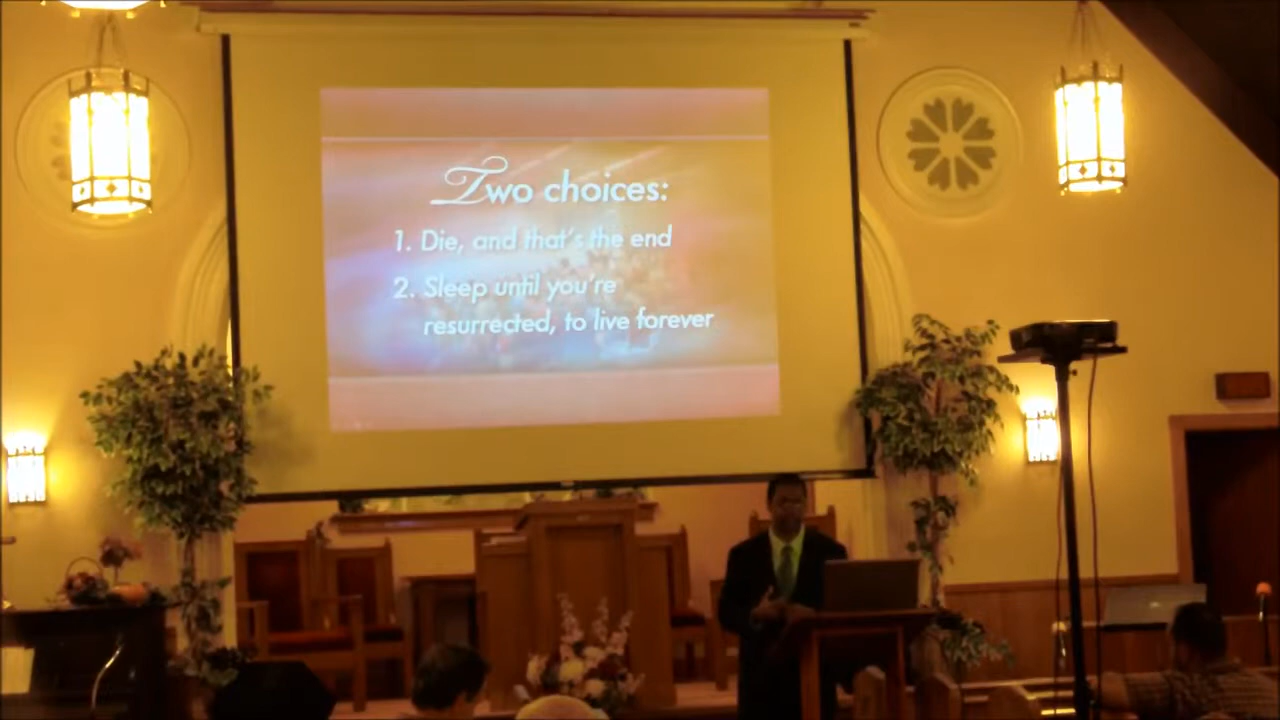 Two choices:
1. Die, and that's the end
2. Sleep until you're
resurrected, to live forever